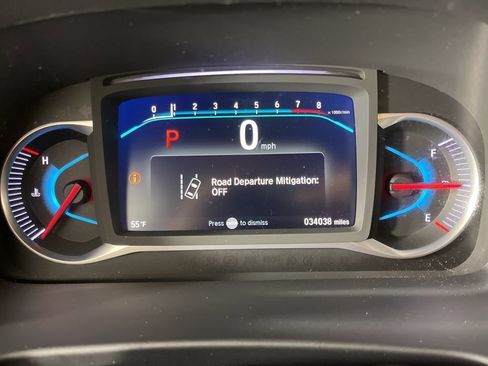 0 1 2 3 4 5 6 7 8 x 1000r/min
P 0 mph
H
F
Road Departure Mitigation:
OFF
C
E
55°F Press to dismiss 034038 miles